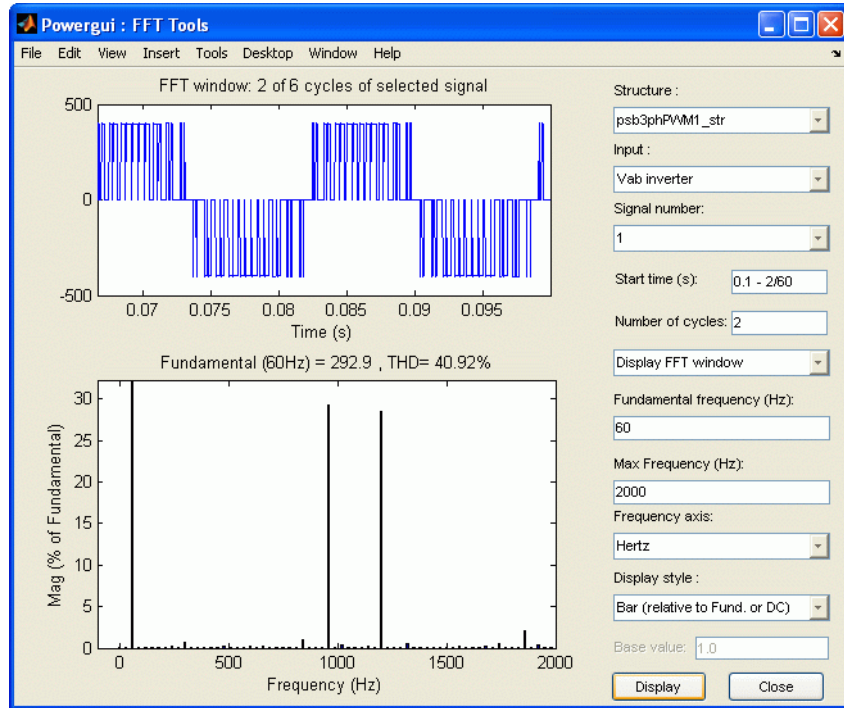 Powergui : FFT Tools
File Edit View Insert Tools Desktop Window Help
FFT window: 2 of 6 cycles of selected signal
500
0
-500
0.07 0.075 0.08 0.085 0.09 0.095
Time (s)
Fundamental (60Hz) = 292.9 , THD= 40.92%
Mag (% of Fundamental)
30
25
20
15
10
5
0
0 500 1000 1500 2000
Frequency (Hz)
Structure :
psb3phPWM1_str
Input :
Vab inverter
Signal number:
1
Start time (s): 0.1 - 2/60
Number of cycles: 2
Display FFT window
Fundamental frequency (Hz):
60
Max Frequency (Hz):
2000
Frequency axis:
Hertz
Display style :
Bar (relative to Fund. or DC)
Base value: 1.0
Display Close